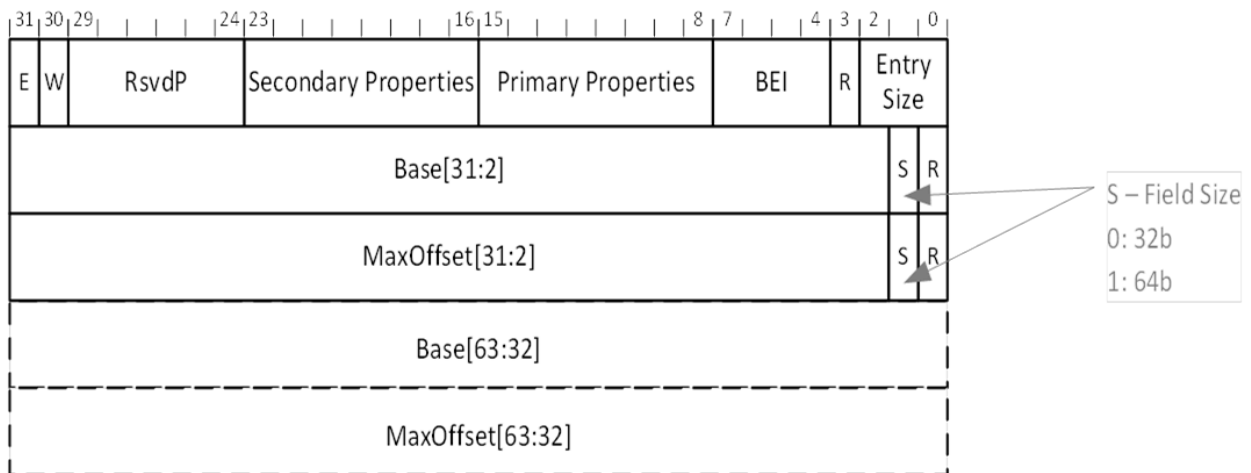 31 30 29 24 23 16 15 8 7 4 3 2 0
E W RsvdP Secondary Properties Primary Properties BEI R Entry Size
Base[31:2] S R
MaxOffset[31:2] S R
Base[63:32]
MaxOffset[63:32]
S – Field Size
0: 32b
1: 64b